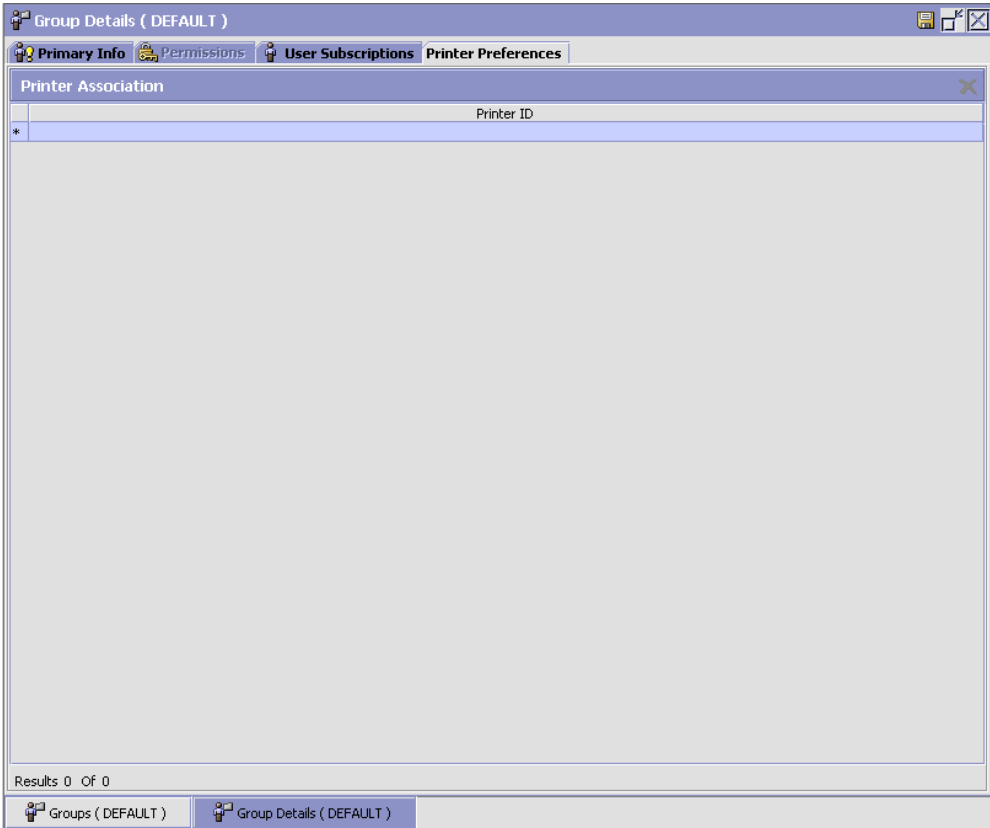 Group Details ( DEFAULT )
Primary Info Permissions User Subscriptions Printer Preferences
Printer Association
Printer ID
*
Results 0 Of 0
Groups ( DEFAULT ) Group Details ( DEFAULT )